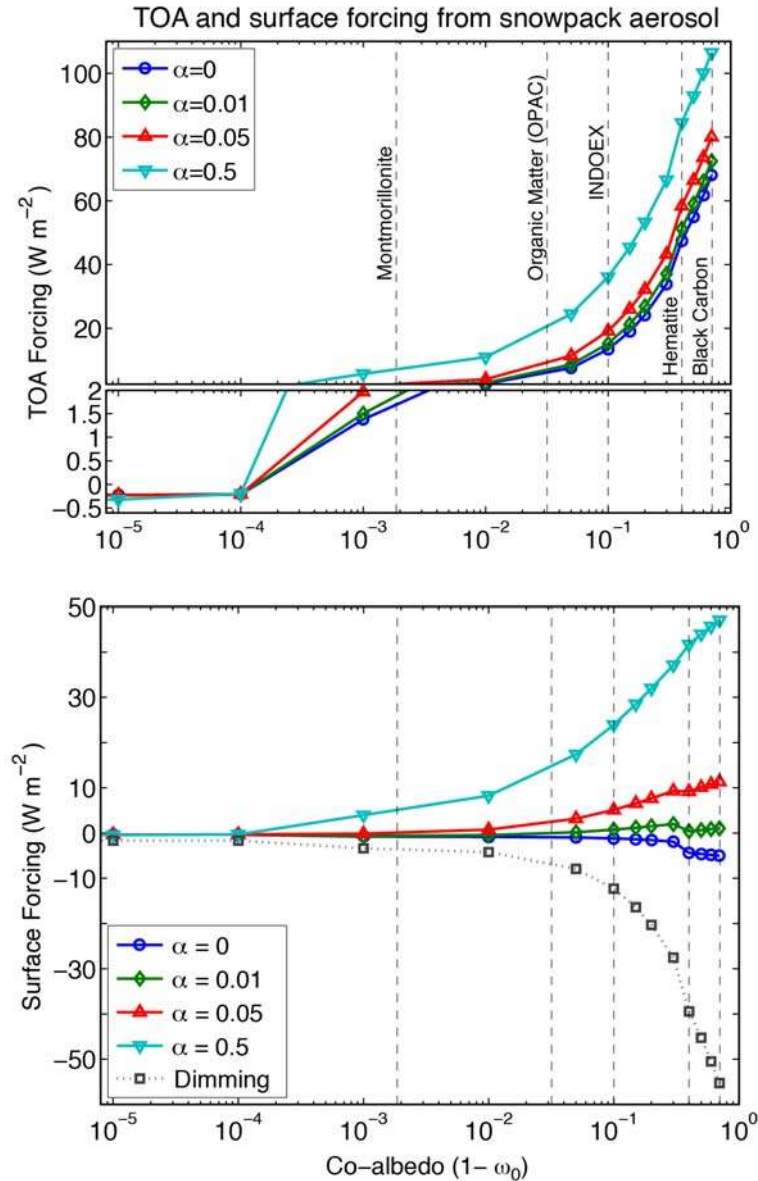 TOA and surface forcing from snowpack aerosol
TOA Forcing (W m⁻²)
100
80
60
40
20
2
1.5
1
0
−0.5
α=0
α=0.01
α=0.05
α=0.5
Montmorillonite
Organic Matter (OPAC)
INDOEX
Hematite
Black Carbon
10⁻⁵ 10⁻⁴ 10⁻³ 10⁻² 10⁻¹ 10⁰
Surface Forcing (W m⁻²)
50
30
10
0
−10
−30
−50
α = 0
α = 0.01
α = 0.05
α = 0.5
Dimming
10⁻⁵ 10⁻⁴ 10⁻³ 10⁻² 10⁻¹ 10⁰
Co-albedo (1- ω₀)